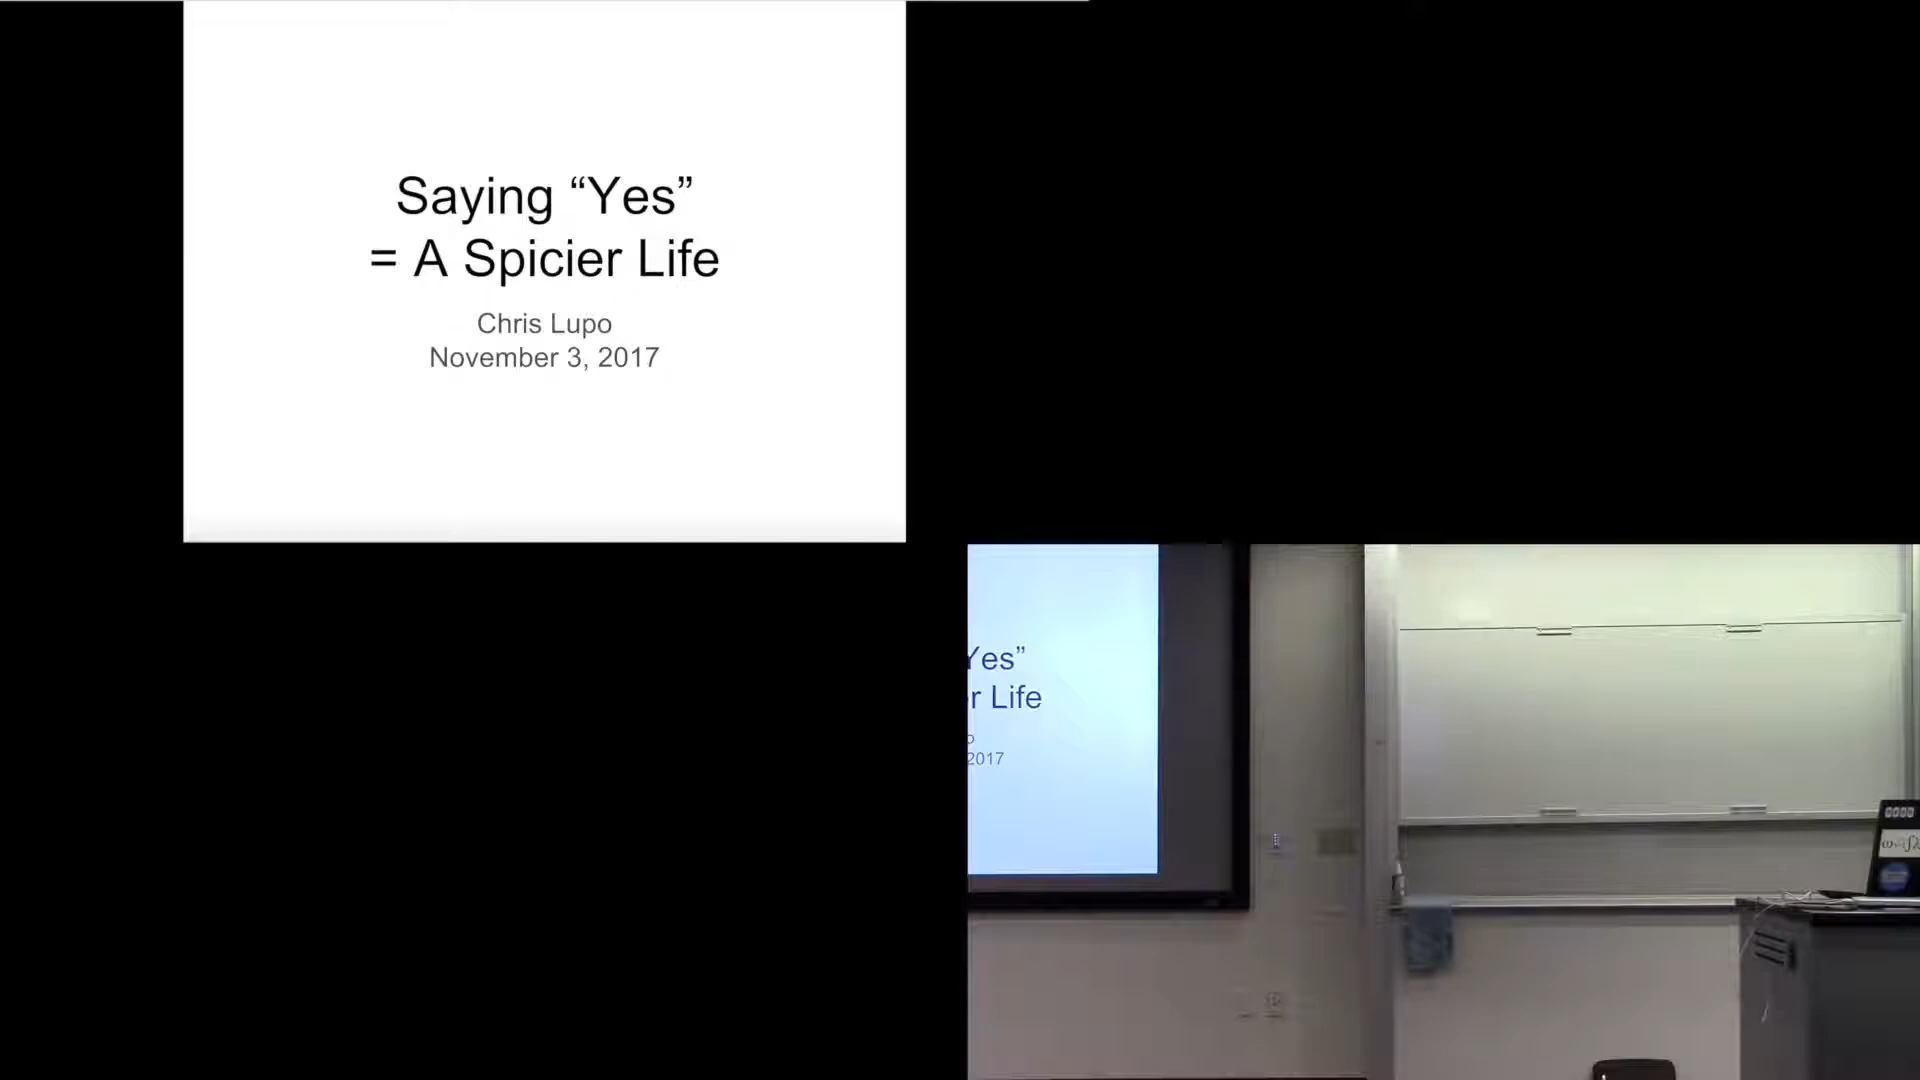 Saying “Yes”
= A Spicier Life
Chris Lupo
November 3, 2017
Yes”
r Life
2017